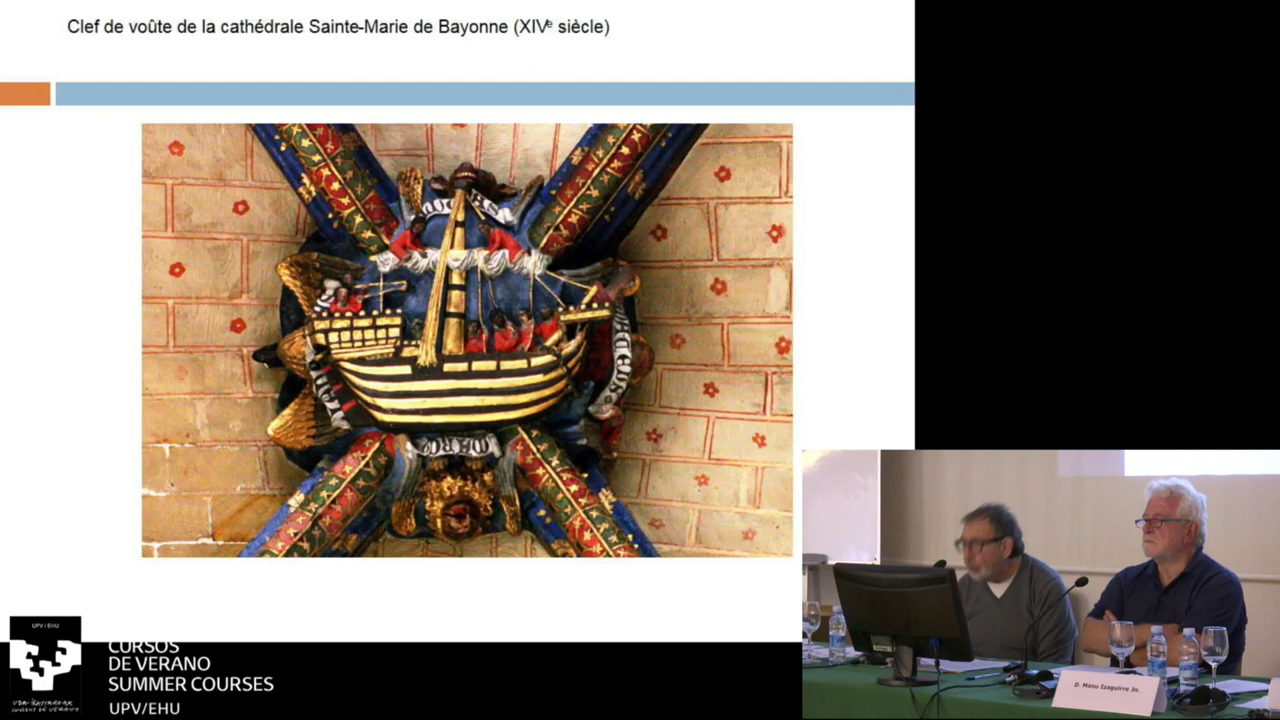 Clef de voûte de la cathédrale Sainte-Marie de Bayonne (XIVᵉ siècle)
UPV / EHU
CURSOS
DE VERANO
SUMMER COURSES
UPV/EHU
D. Manu Izaguirre Jn.